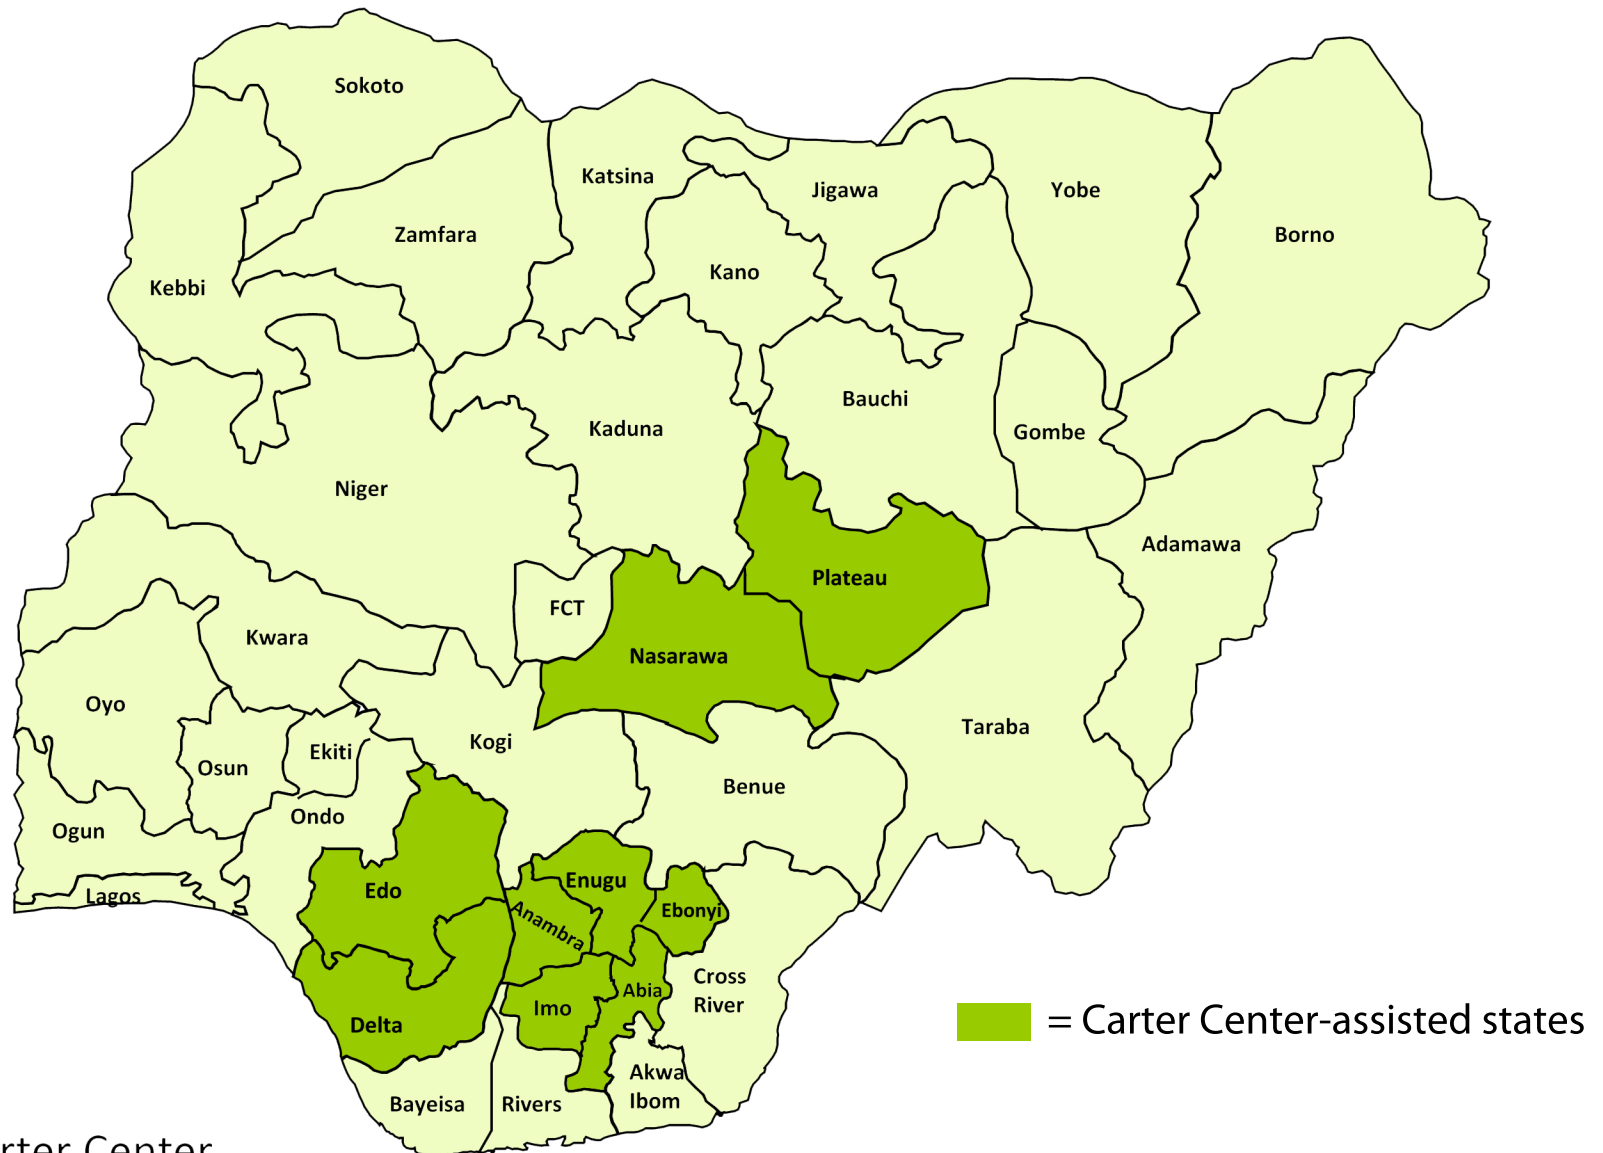 Sokoto
Katsina
Jigawa
Yobe
Zamfara
Borno
Kano
Kebbi
Bauchi
Kaduna
Gombe
Niger
Adamawa
Plateau
FCT
Kwara
Nasarawa
Oyo
Taraba
Kogi
Ekiti
Osun
Benue
Ondo
Ogun
Enugu
Edo
Lagos
Ebonyi
Anambra
Cross
River
Abia
Imo
Delta
= Carter Center-assisted states
Akwa
Ibom
Bayeisa
Rivers
rter Center